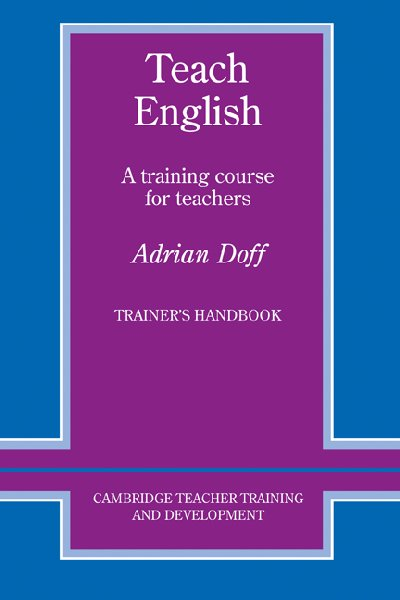 Teach
English
A training course
for teachers
Adrian Doff
TRAINER'S HANDBOOK
CAMBRIDGE TEACHER TRAINING
AND DEVELOPMENT